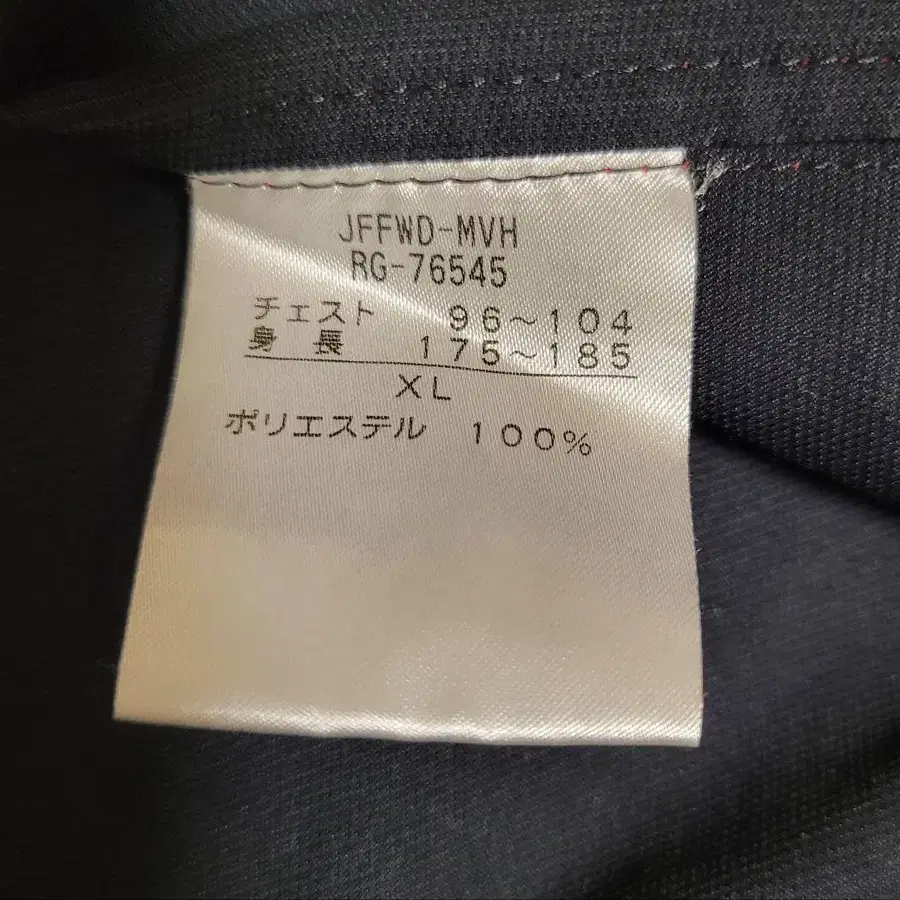 JFFWD-MVH
RG-76545
チェスト 96～104
身長 175～185
XL
ポリエステル 100%